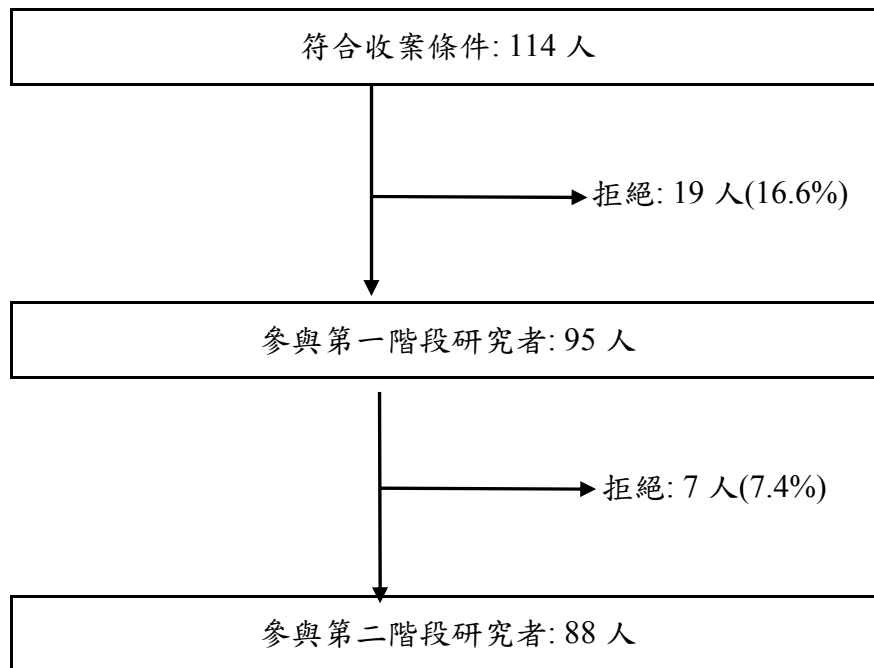 符合收案條件: 114 人
拒絕: 19 人(16.6%)
參與第一階段研究者: 95 人
拒絕: 7 人(7.4%)
參與第二階段研究者: 88 人